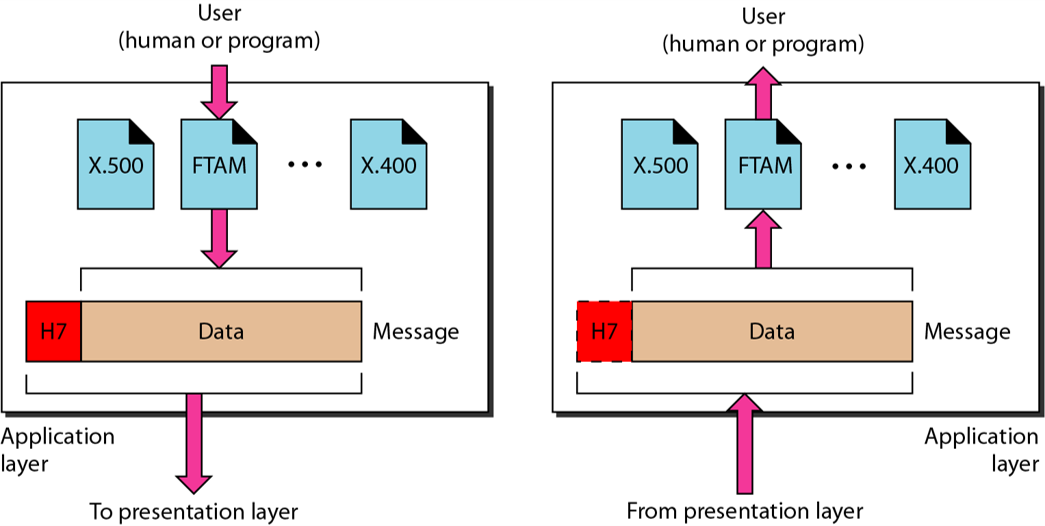 User
(human or program)
X.500
FTAM
...
X.400
H7
Data
Message
Application
layer
To presentation layer
User
(human or program)
X.500
FTAM
...
X.400
H7
Data
Message
Application
layer
From presentation layer